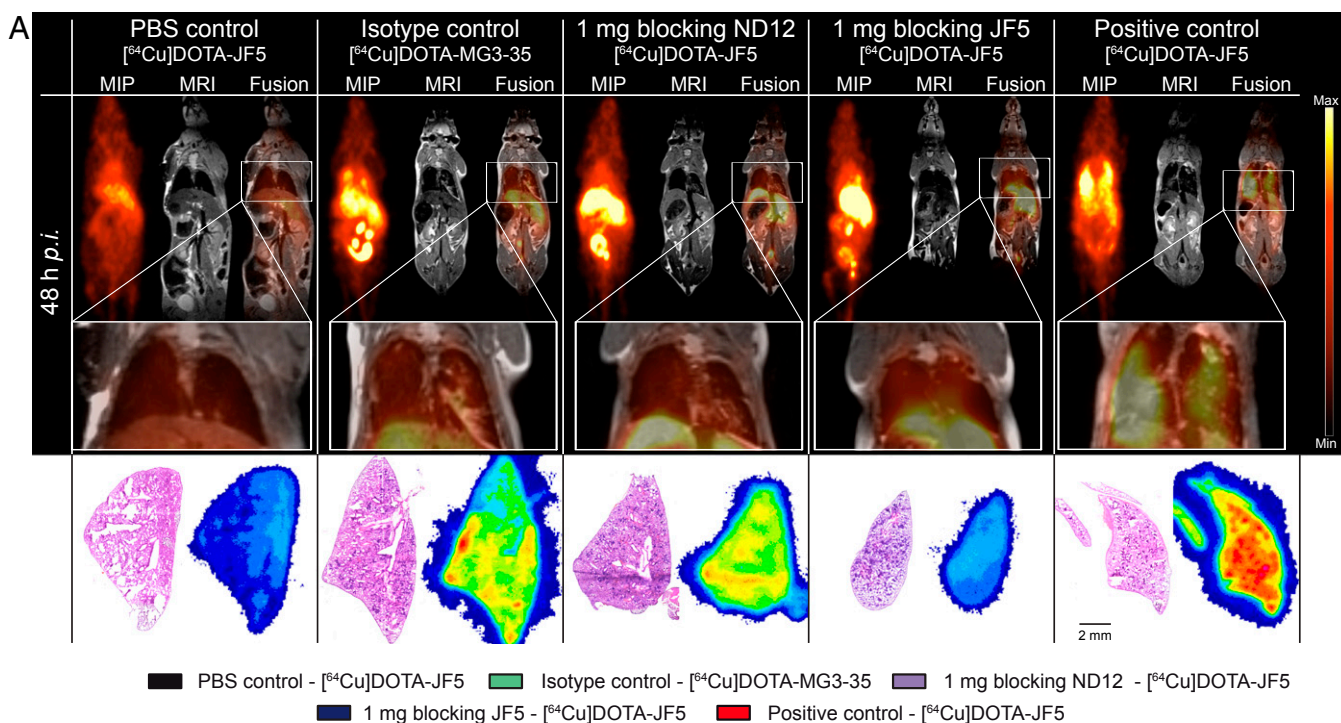 A
PBS control
[⁶⁴Cu]DOTA-JF5
MIP MRI Fusion
Isotype control
[⁶⁴Cu]DOTA-MG3-35
MIP MRI Fusion
1 mg blocking ND12
[⁶⁴Cu]DOTA-JF5
MIP MRI Fusion
1 mg blocking JF5
[⁶⁴Cu]DOTA-JF5
MIP MRI Fusion
Positive control
[⁶⁴Cu]DOTA-JF5
MIP MRI Fusion
48 h p.i.
Max
Min
2 mm
PBS control - [⁶⁴Cu]DOTA-JF5 Isotype control - [⁶⁴Cu]DOTA-MG3-35 1 mg blocking ND12 - [⁶⁴Cu]DOTA-JF5
1 mg blocking JF5 - [⁶⁴Cu]DOTA-JF5 Positive control - [⁶⁴Cu]DOTA-JF5